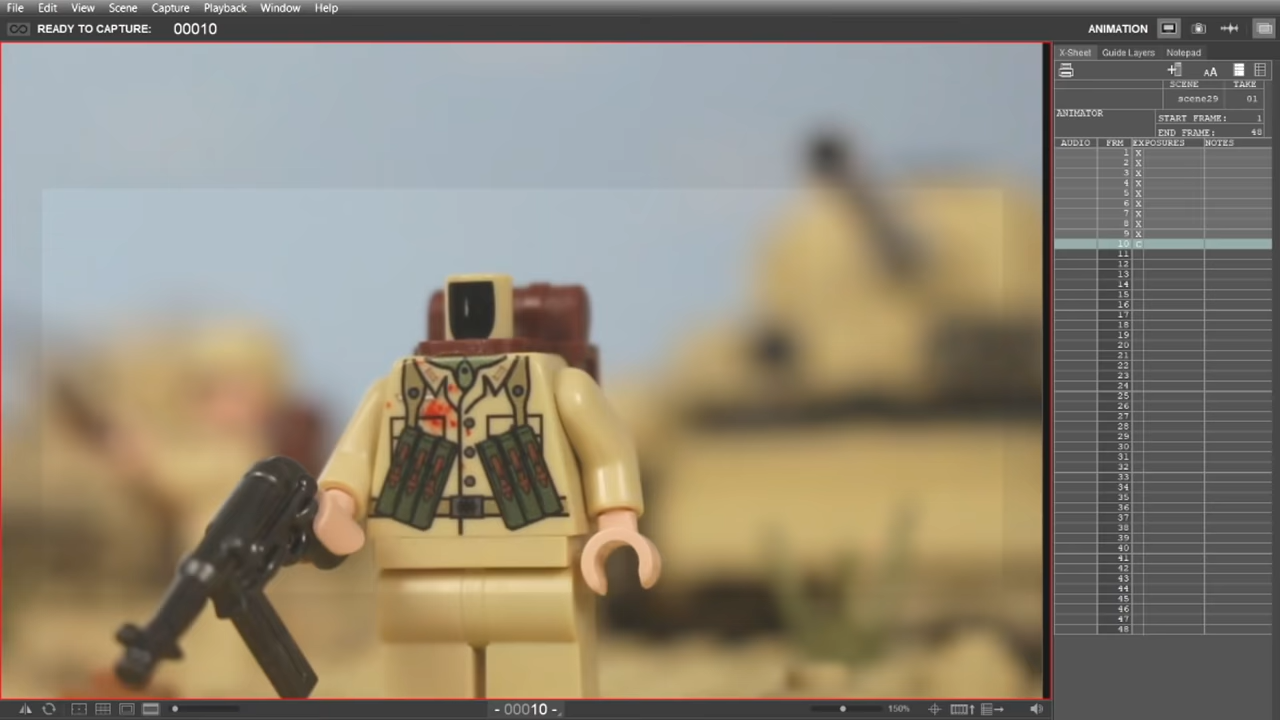 File Edit View Scene Capture Playback Window Help
READY TO CAPTURE: 00010
ANIMATION
X-Sheet Guide Layers Notepad
AA
SCENE TAKE
scene29 01
ANIMATOR
START FRAME: 1
END FRAME: 48
AUDIO FRM EXPOSURES NOTES
1 X
2 X
3 X
4 X
5 X
6 X
7 X
8 X
9 X
10 C
11
12
13
14
15
16
17
18
19
20
21
22
23
24
25
26
27
28
29
30
31
32
33
34
35
36
37
38
39
40
41
42
43
44
45
46
47
48
- 00010 -
150%